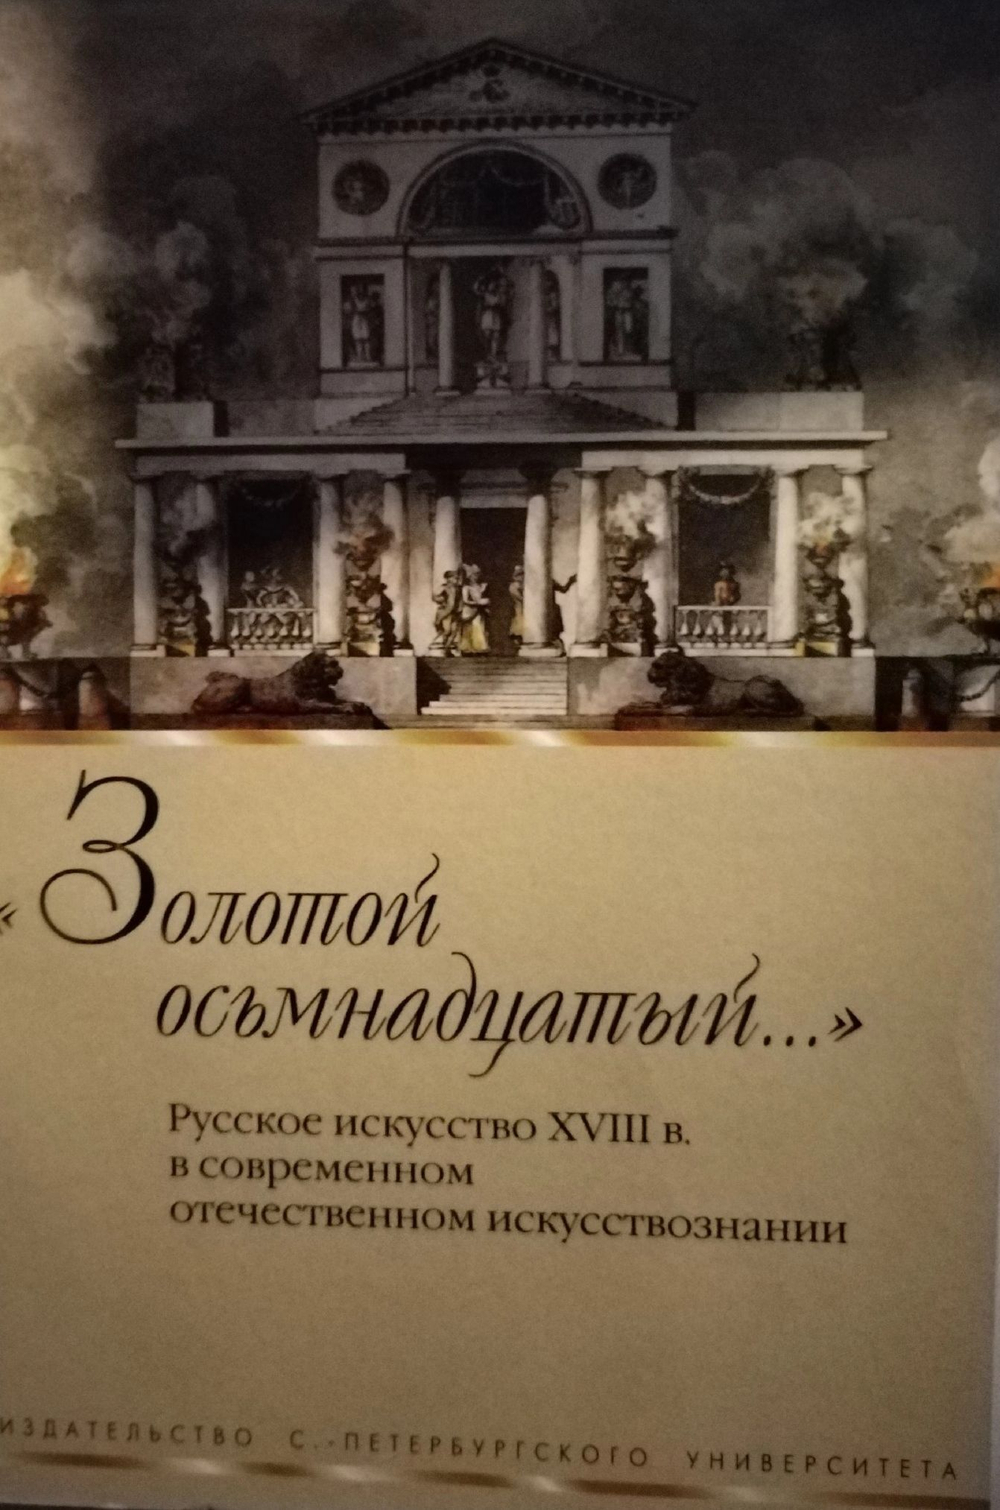 «Золотой
осьмнадцатый...»
Русское искусство XVIII в.
в современном
отечественном искусствознании
ИЗДАТЕЛЬСТВО С.-ПЕТЕРБУРГСКОГО УНИВЕРСИТЕТА